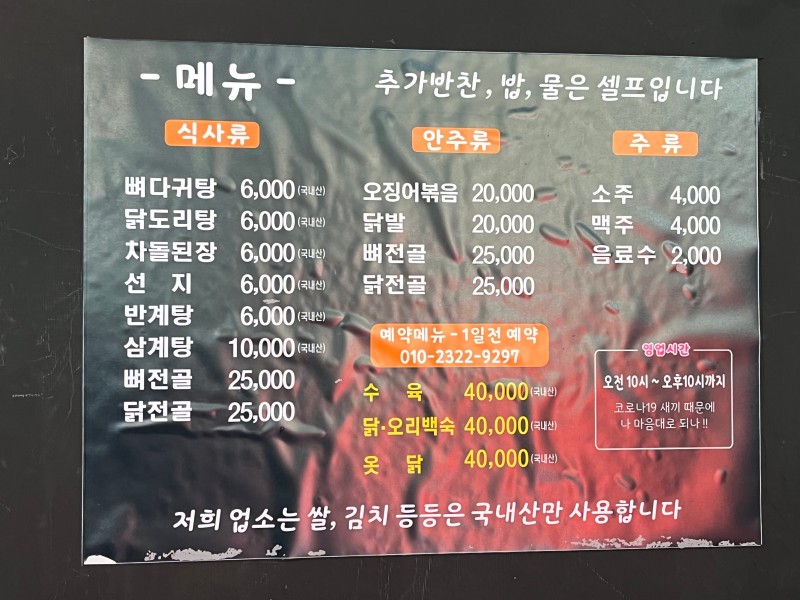 - 메뉴 -
추가반찬, 밥, 물은 셀프입니다
식사류
뼈다귀탕 6,000 (국내산)
닭도리탕 6,000 (국내산)
차돌된장 6,000 (국내산)
선 지 6,000 (국내산)
반계탕 6,000 (국내산)
삼계탕 10,000 (국내산)
뼈전골 25,000
닭전골 25,000
안주류
오징어볶음 20,000
닭발 20,000
뼈전골 25,000
닭전골 25,000
예약메뉴 - 1일전 예약
010-2322-9297
수 육 40,000 (국내산)
닭·오리백숙 40,000 (국내산)
옷 닭 40,000 (국내산)
주 류
소주 4,000
맥주 4,000
음료수 2,000
영업시간
오전 10시 ~ 오후10시까지
코로나19 새끼 때문에
나 마음대로 되나 !!
저희 업소는 쌀, 김치 등등은 국내산만 사용합니다